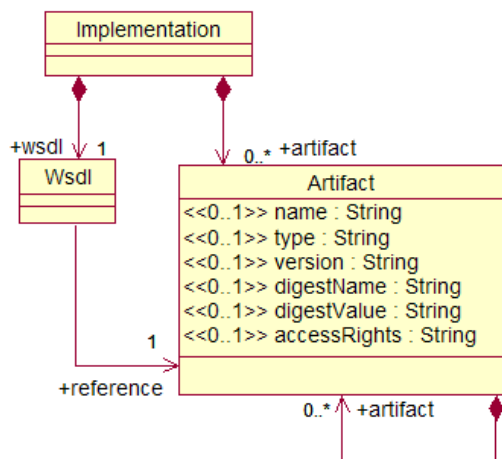 Implementation
+wsdl 1
0..* +artifact
Wsdl
Artifact
<<0..1>> name : String
<<0..1>> type : String
<<0..1>> version : String
<<0..1>> digestName : String
<<0..1>> digestValue : String
<<0..1>> accessRights : String
1
+reference
0..* +artifact